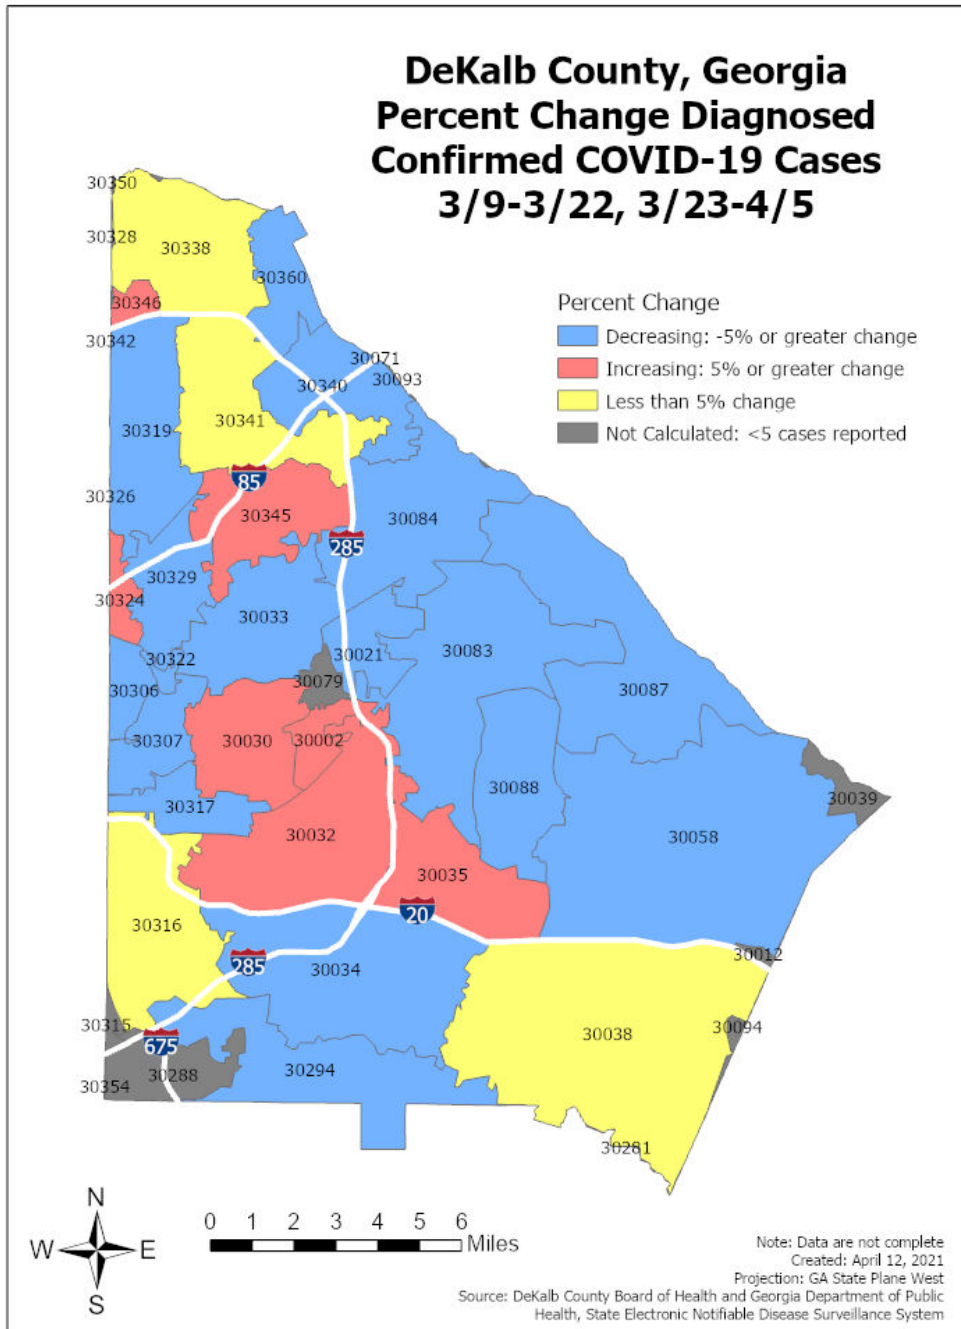 DeKalb County, Georgia
Percent Change Diagnosed
Confirmed COVID-19 Cases
3/9-3/22, 3/23-4/5
30350
30328
30338
30360
30346
30342
30071
30340
30093
30341
30319
Percent Change
Decreasing: -5% or greater change
Increasing: 5% or greater change
Less than 5% change
Not Calculated: <5 cases reported
85
30326
30345
30084
285
30329
30324
30033
30322
30021
30083
30079
30306
30087
30307
30030
30002
30317
30088
30039
30032
30058
30035
20
30316
285
30034
30012
30315
675
30038
30094
30354
30288
30294
30281
N
W
E
S
0 1 2 3 4 5 6
Miles
Note: Data are not complete
Created: April 12, 2021
Projection: GA State Plane West
Source: DeKalb County Board of Health and Georgia Department of Public
Health, State Electronic Notifiable Disease Surveillance System